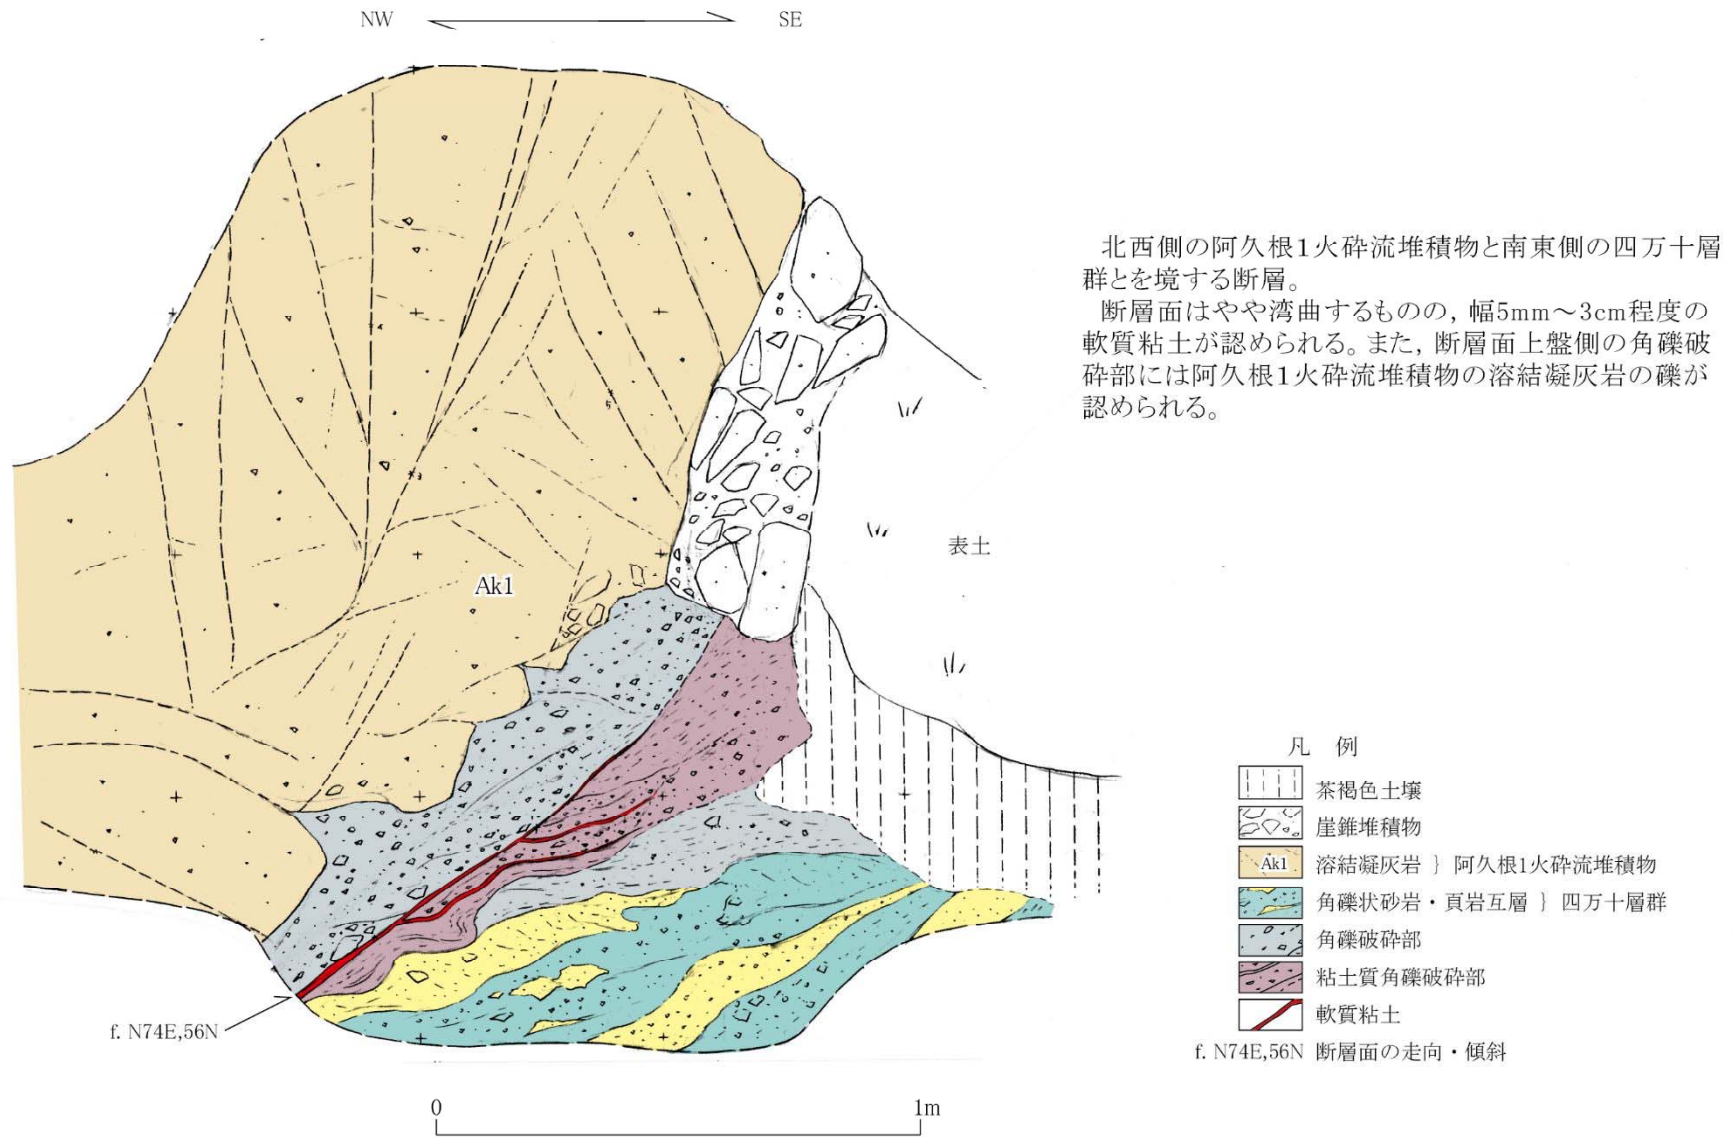 NW SE
北西側の阿久根1火砕流堆積物と南東側の四万十層
群とを境する断層。
断層面はやや湾曲するものの，幅5mm～3cm程度の
軟質粘土が認められる。また，断層面上盤側の角礫破
砕部には阿久根1火砕流堆積物の溶結凝灰岩の礫が
認められる。
表土
Ak1
凡 例
茶褐色土壌
崖錐堆積物
Ak1 溶結凝灰岩 } 阿久根1火砕流堆積物
角礫状砂岩・頁岩互層 } 四万十層群
角礫破砕部
粘土質角礫破砕部
軟質粘土
f. N74E,56N 断層面の走向・傾斜
f. N74E,56N
0 1m